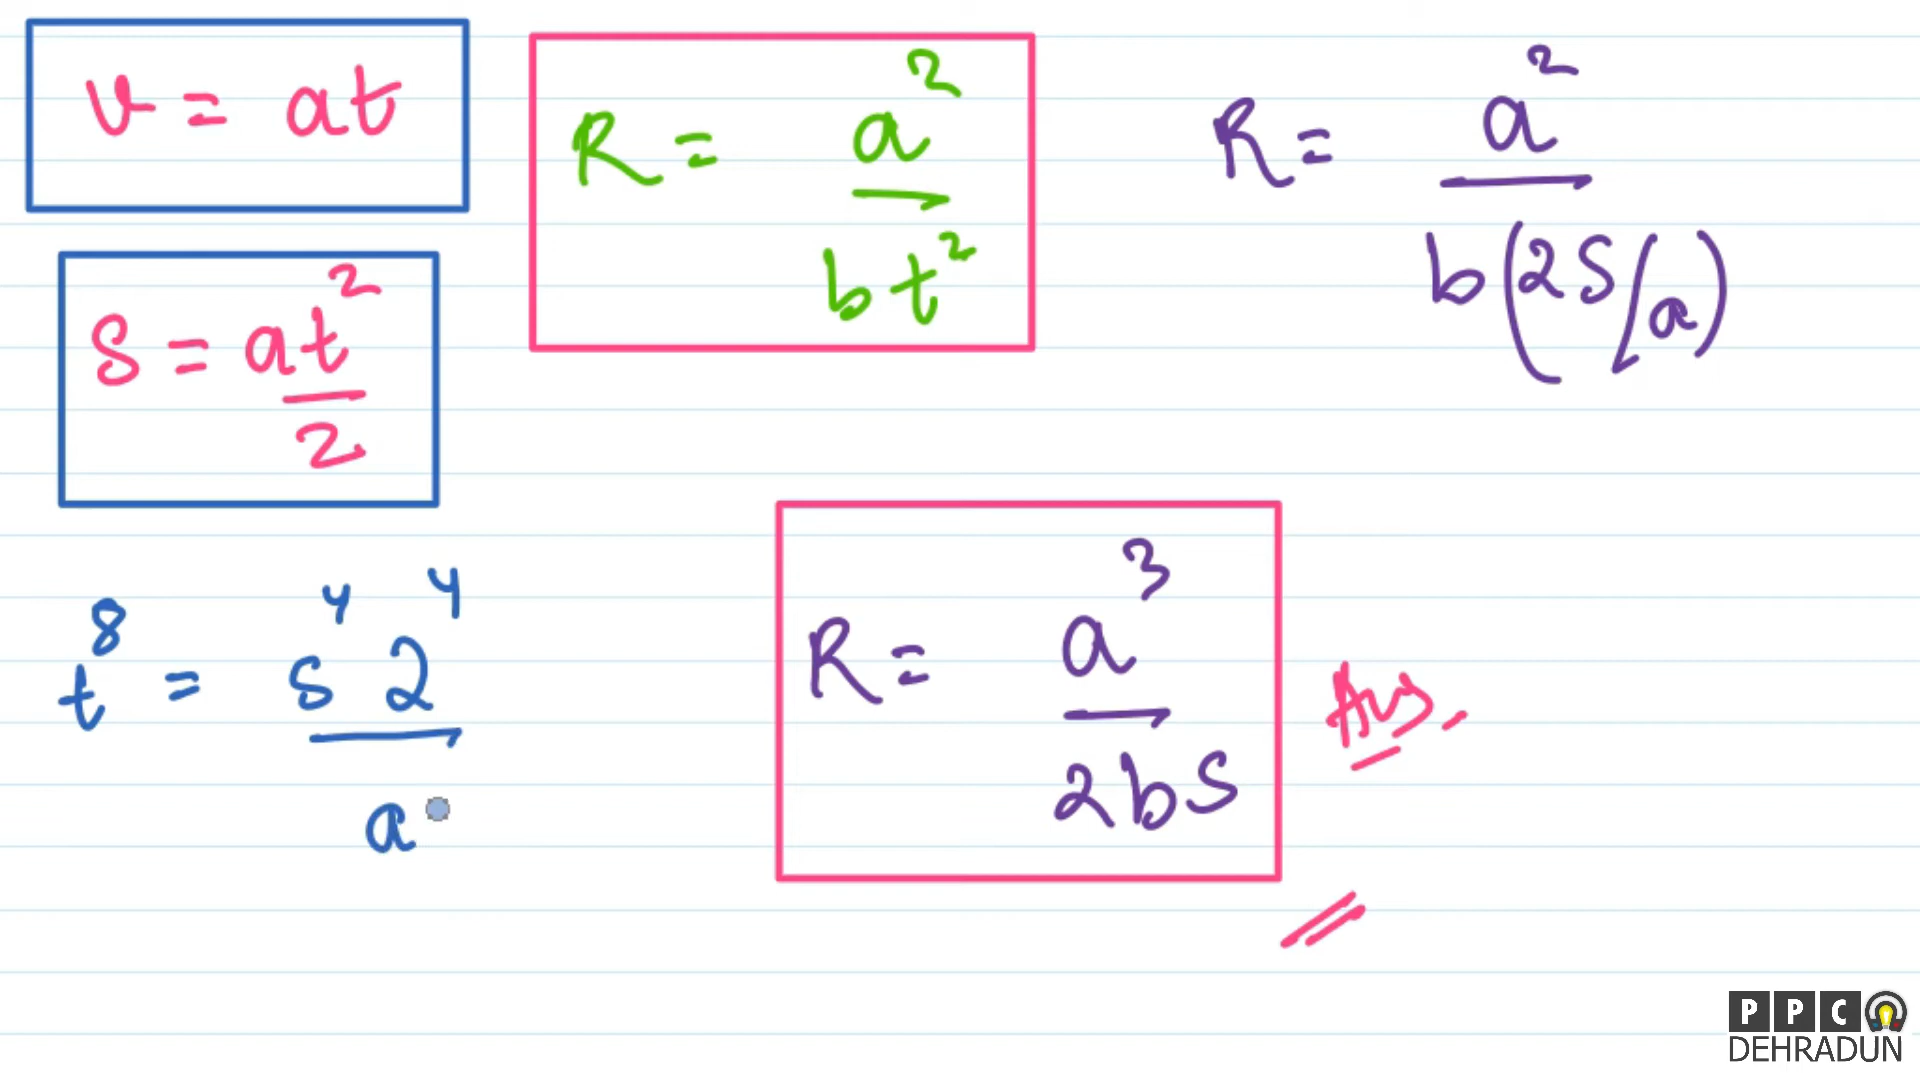 v = at
s = at²/2
R = a²/bt²
R = a²/b(2S/a)
t⁸ = s⁴ 2⁴/a
R = a³/2bS
Ans.
PPC
DEHRADUN